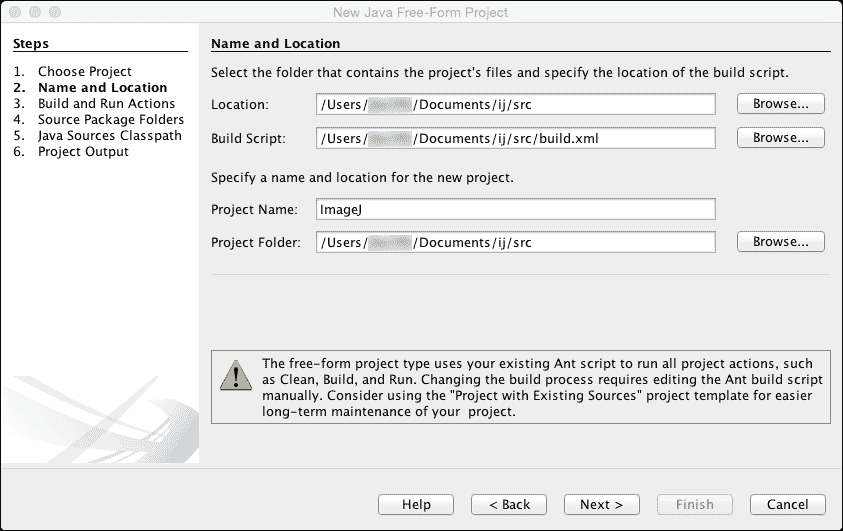 New Java Free-Form Project
Steps
1. Choose Project
2. Name and Location
3. Build and Run Actions
4. Source Package Folders
5. Java Sources Classpath
6. Project Output
Name and Location
Select the folder that contains the project's files and specify the location of the build script.
Location: /Users/ /Documents/ij/src Browse...
Build Script: /Users/ /Documents/ij/src/build.xml Browse...
Specify a name and location for the new project.
Project Name: ImageJ
Project Folder: /Users/ /Documents/ij/src Browse...
The free-form project type uses your existing Ant script to run all project actions, such
as Clean, Build, and Run. Changing the build process requires editing the Ant build script
manually. Consider using the "Project with Existing Sources" project template for easier
long-term maintenance of your project.
Help < Back Next > Finish Cancel